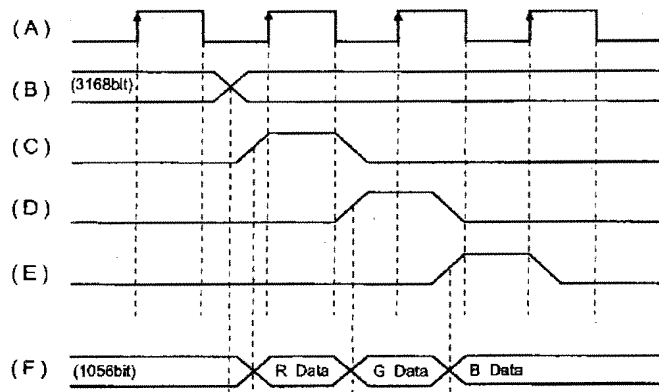 (A)
(B) (3168bit)
(C)
(D)
(E)
(F) (1056bit) R Data G Data B Data